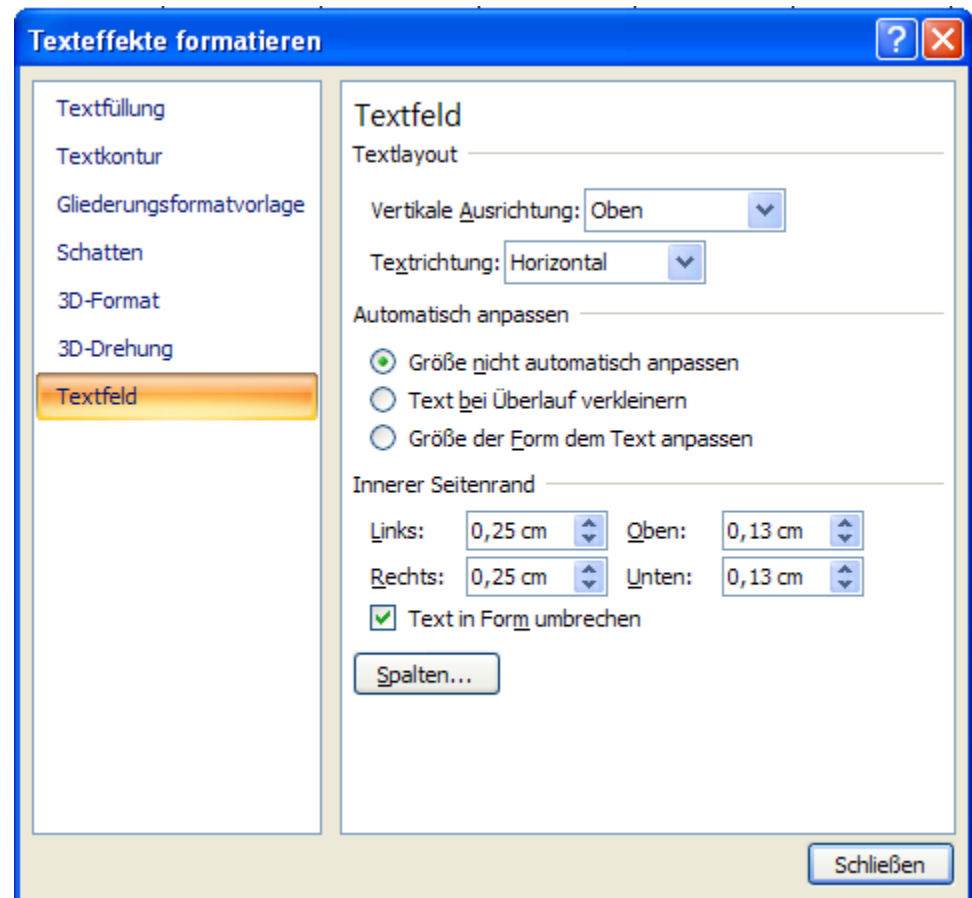 Texteffekte formatieren
Textfüllung
Textkontur
Gliederungsformatvorlage
Schatten
3D-Format
3D-Drehung
Textfeld
Textfeld
Textlayout
Vertikale Ausrichtung: Oben
Textrichtung: Horizontal
Automatisch anpassen
Größe nicht automatisch anpassen
Text bei Überlauf verkleinern
Größe der Form dem Text anpassen
Innerer Seitenrand
Links: 0,25 cm Oben: 0,13 cm
Rechts: 0,25 cm Unten: 0,13 cm
Text in Form umbrechen
Spalten...
Schließen